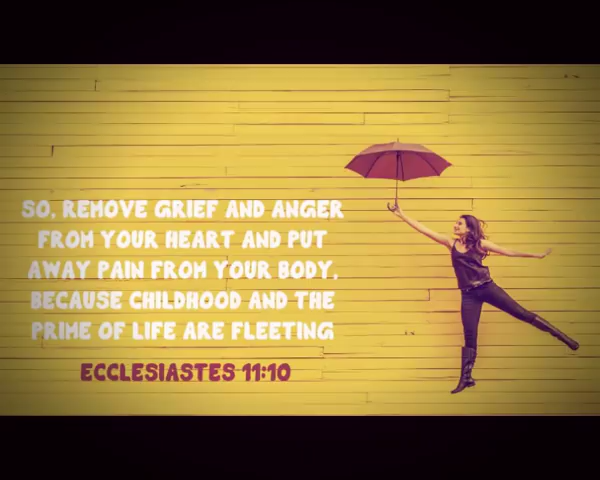 SO, REMOVE GRIEF AND ANGER
FROM YOUR HEART AND PUT
AWAY PAIN FROM YOUR BODY,
BECAUSE CHILDHOOD AND THE
PRIME OF LIFE ARE FLEETING
ECCLESIASTES 11:10